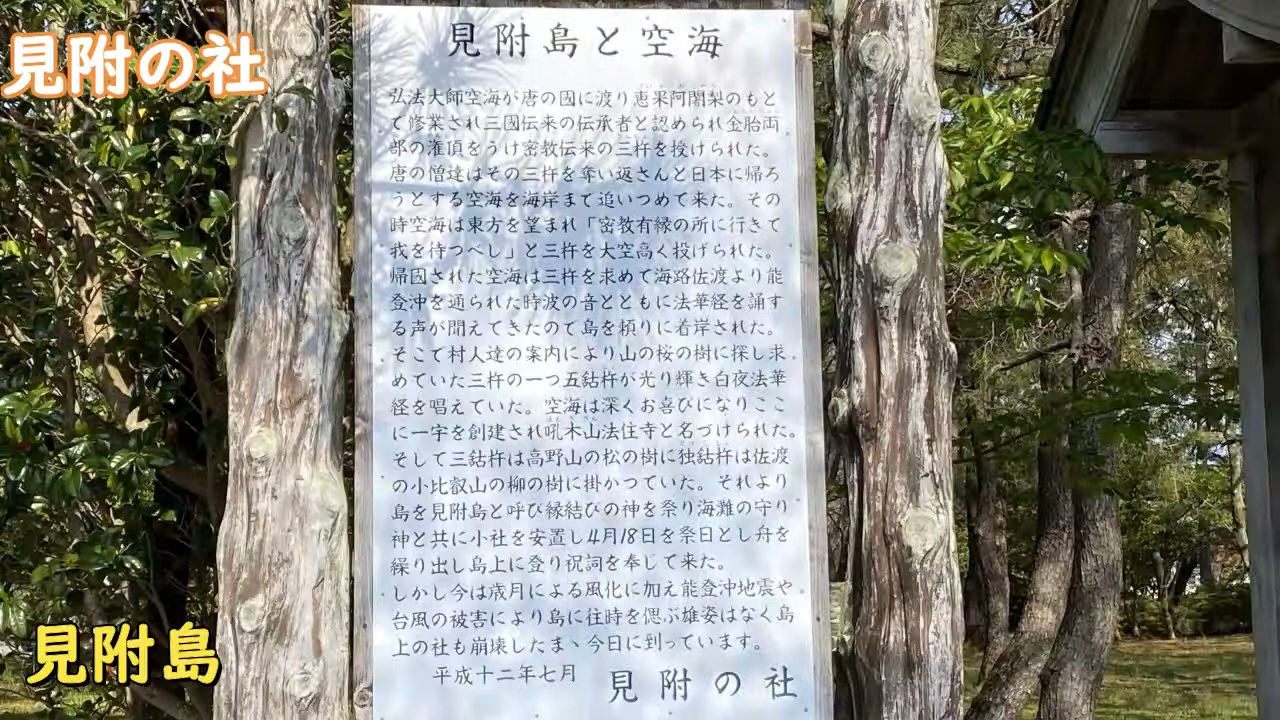 見附の社
見附島と空海
弘法大師空海が唐の國に渡り恵果阿闍梨のもと
で修業され三國伝来の伝承者と認められ金胎両
部の潅頂をうけ密教伝来の三杵を授けられた。
唐の僧達はその三杵を奪い返さんと日本に帰ろ
うとする空海を海岸まで追いつめて来た。その
時空海は東方を望まれ「密教有縁の所に行きて
我を待つべし」と三杵を大空高く投げられた。
帰國された空海は三杵を求めて海路佐渡より能
登沖を通られた時波の音とともに法華経を誦す
る声が聞えてきたので島を頼りに着岸された。
そこで村人達の案内により山の桜の樹に探し求
めていた三杵の一つ五鈷杵が光り輝き白夜法華
経を唱えていた。空海は深くお喜びになりここ
に一宇を創建され吼木山法住寺と名づけられた。
そして三鈷杵は高野山の松の樹に独鈷杵は佐渡
の小比叡山の柳の樹に掛かつていた。それより
島を見附島と呼び縁結びの神を祭り海難の守り
神と共に小社を安置し4月18日を祭日とし舟を
繰り出し島上に登り祝詞を奉じて来た。
しかし今は歳月による風化に加え能登沖地震や
台風の被害により島に往時を偲ぶ雄姿はなく島
上の社も崩壊したまゝ今日に到っています。
平成十二年七月
見附の社
見附島